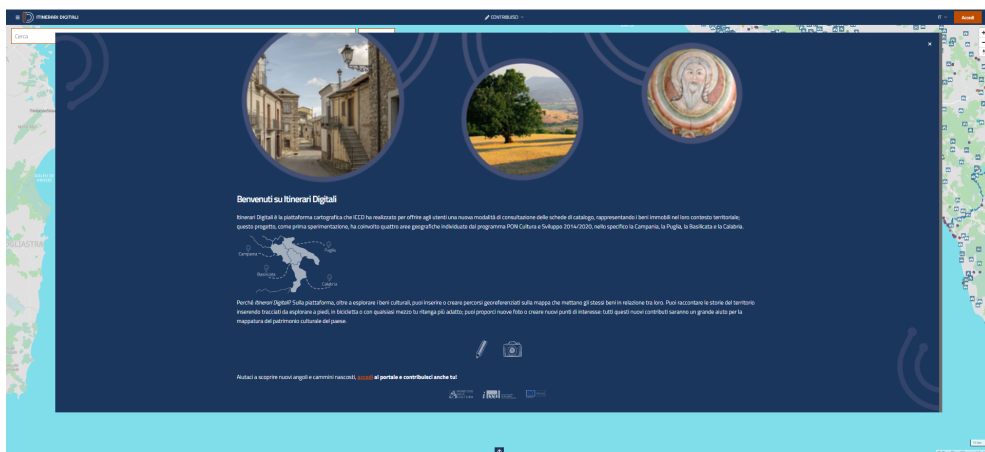 ITINERARI DIGITALI
CONTRIBUISCI
IT
Accedi
Cerca
Benvenuti su Itinerari Digitali
Itinerari Digitali è la piattaforma cartografica che ICCD ha realizzato per offrire agli utenti una nuova modalità di consultazione delle schede di catalogo, rappresentando i beni immobili nel loro contesto territoriale;
questo progetto, come prima sperimentazione, ha coinvolto quattro aree geografiche individuate dal programma PON Cultura e Sviluppo 2014/2020, nello specifico la Campania, la Puglia, la Basilicata e la Calabria.
Campania
Puglia
Basilicata
Calabria
Perché Itinerari Digitali? Sulla piattaforma, oltre a esplorare i beni culturali, puoi inserire o creare percorsi georeferenziati sulla mappa che mettano gli stessi beni in relazione tra loro. Puoi raccontare le storie del territorio
inserendo tracciati da esplorare a piedi, in bicicletta o con qualsiasi mezzo tu ritenga più adatto; puoi proporci nuove foto o creare nuovi punti di interesse: tutti questi nuovi contributi saranno un grande aiuto per la
mappatura del patrimonio culturale del paese.
Aiutaci a scoprire nuovi angoli e cammini nascosti, accedi al portale e contribuisci anche tu!
iccd